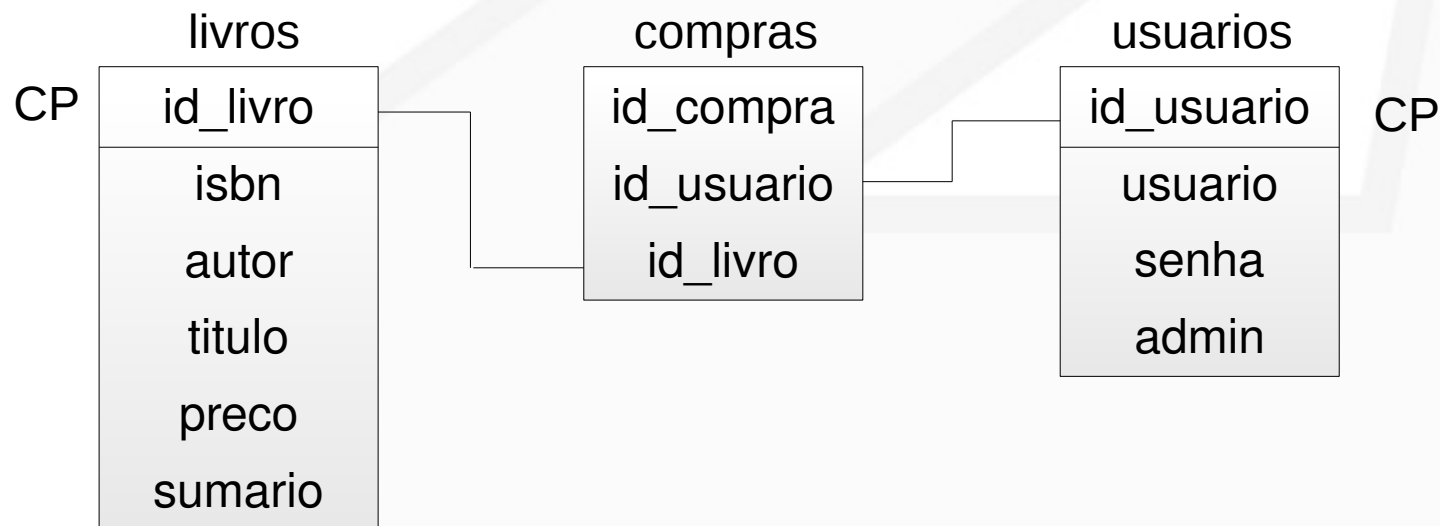 livros
CP
id_livro
isbn
autor
titulo
preco
sumario
compras
id_compra
id_usuario
id_livro
usuarios
id_usuario
CP
usuario
senha
admin